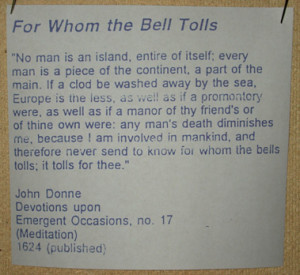 For Whom the Bell Tolls
"No man is an island, entire of itself; every
man is a piece of the continent, a part of the
main. If a clod be washed away by the sea,
Europe is the less, as well as if a promontory
were, as well as if a manor of thy friend's or
of thine own were: any man's death diminishes
me, because I am involved in mankind, and
therefore never send to know for whom the bells
tolls; it tolls for thee."
John Donne
Devotions upon
Emergent Occasions, no. 17
(Meditation)
1624 (published)